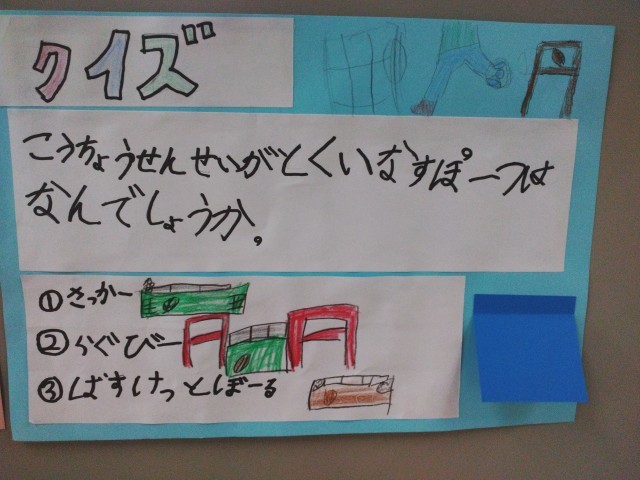 クイズ
こうちょうせんせいがとくいなすぽーつは
なんでしょうか。
①さっかー
②らぐびー
③ばすけっとぼーる